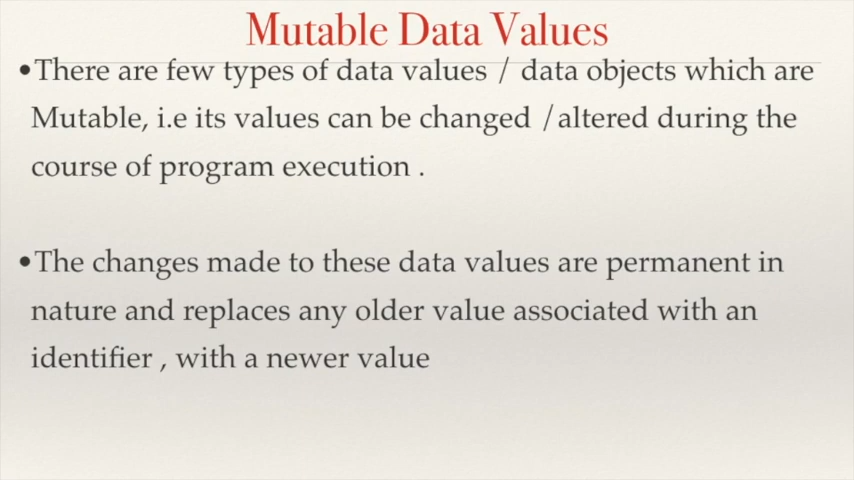 Mutable Data Values
•There are few types of data values / data objects which are
Mutable, i.e its values can be changed /altered during the
course of program execution .
•The changes made to these data values are permanent in
nature and replaces any older value associated with an
identifier , with a newer value